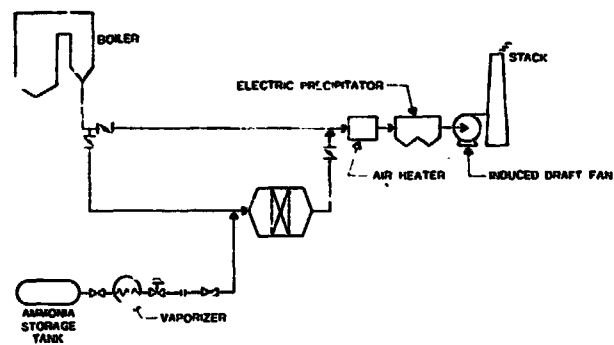 BOILER
STACK
ELECTRIC PRECIPITATOR
AIR HEATER
INDUCED DRAFT FAN
AMMONIA
STORAGE
TANK
VAPORIZER